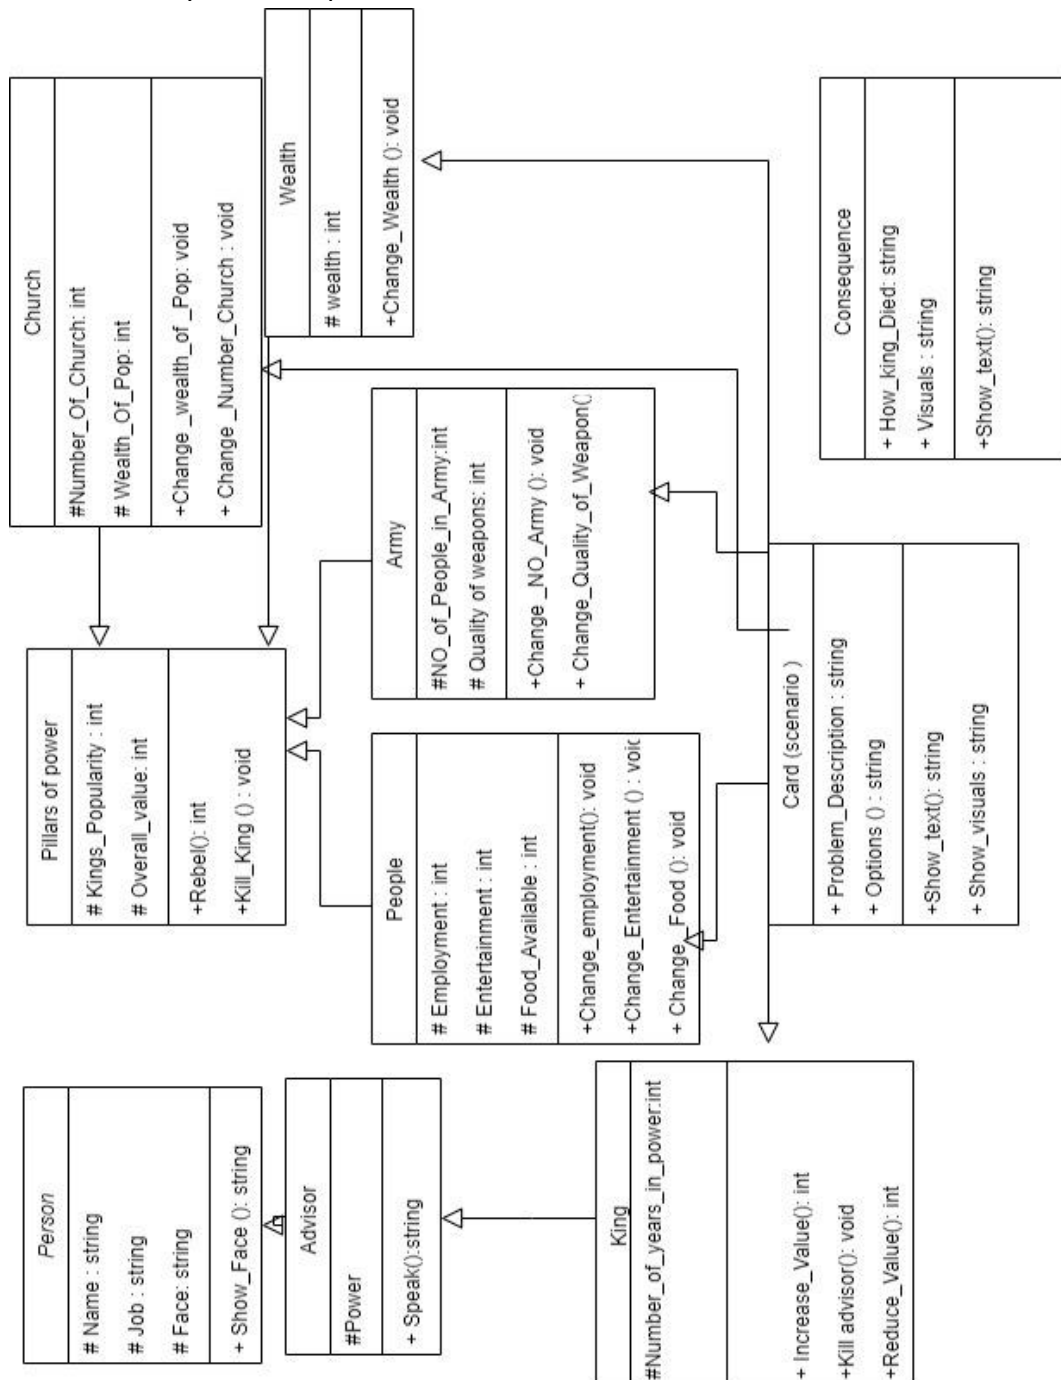 Person
# Name : string
# Job : string
# Face: string
+ Show_Face (): string
Advisor
#Power
+ Speak():string
King
#Number_of_years_in_power:int
+ Increase_Value(): int
+Kill advisor(): void
+Reduce_Value(): int
Pillars of power
# Kings_Popularity : int
# Overall_value: int
+Rebel(): int
+Kill_King () : void
People
# Employment : int
# Entertainment : int
# Food_Available : int
+Change_employment(): void
+Change_Entertainment () : void
+ Change_ Food (): void
Army
#NO_of_People_in_Army:int
# Quality of weapons: int
+Change _NO_Army (): void
+ Change_Quality_of_Weapon()
Card (scenario )
+ Problem_Description : string
+ Options () : string
+Show_text(): string
+ Show_visuals : string
Church
#Number_Of_Church: int
# Wealth_Of_Pop: int
+Change _wealth_of _Pop: void
+ Change _Number_Church : void
Wealth
# wealth : int
+Change_Wealth (): void
Consequence
+ How_king_Died: string
+ Visuals : string
+Show_text(): string